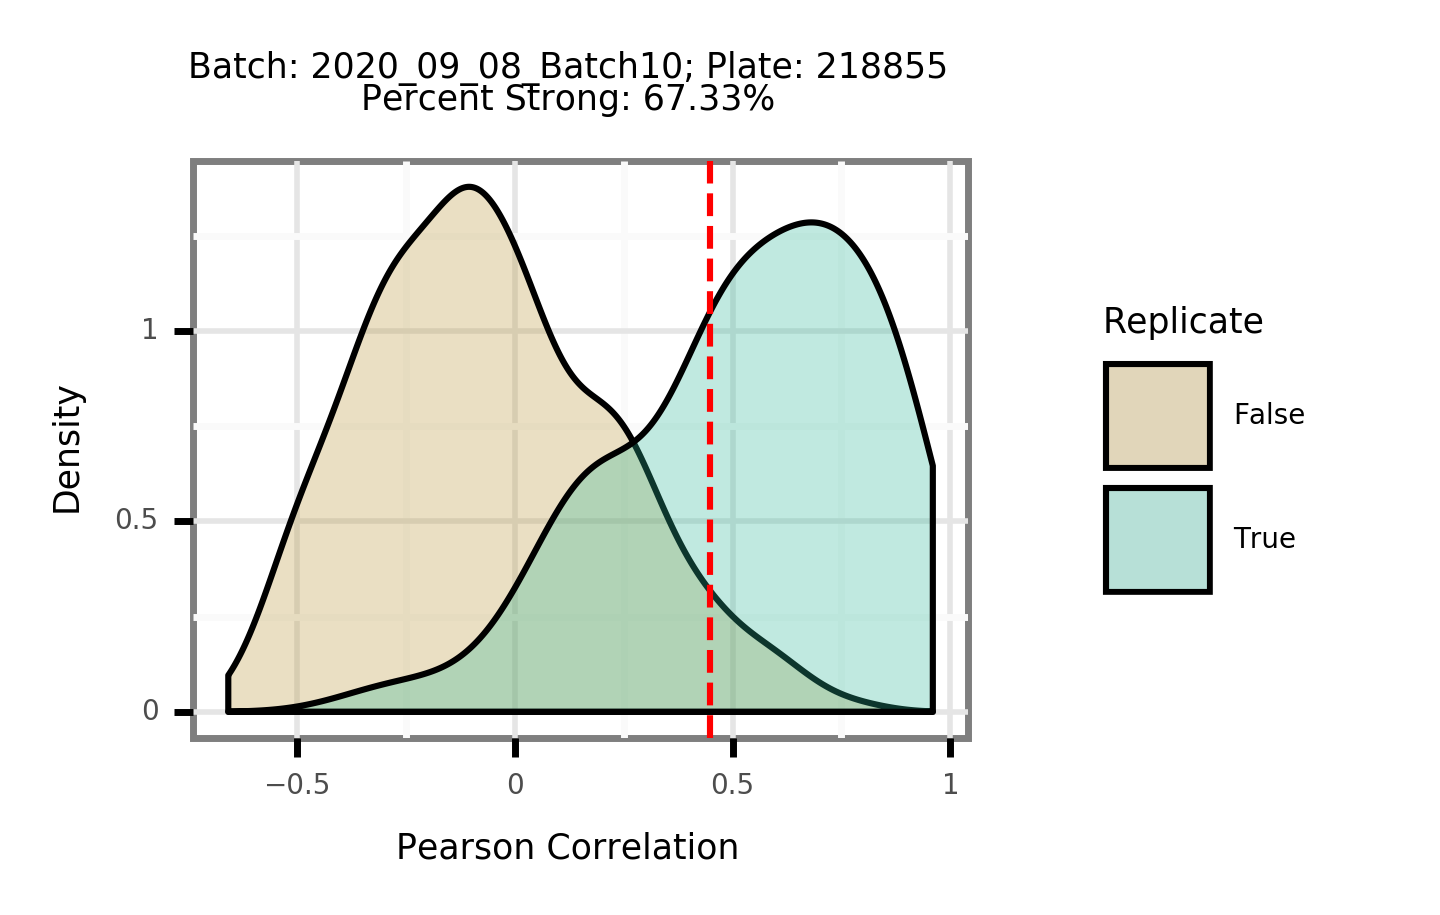 Batch: 2020_09_08_Batch10; Plate: 218855
Percent Strong: 67.33%
Replicate
False
True
Density
1
0.5
0
−0.5
0
0.5
1
Pearson Correlation